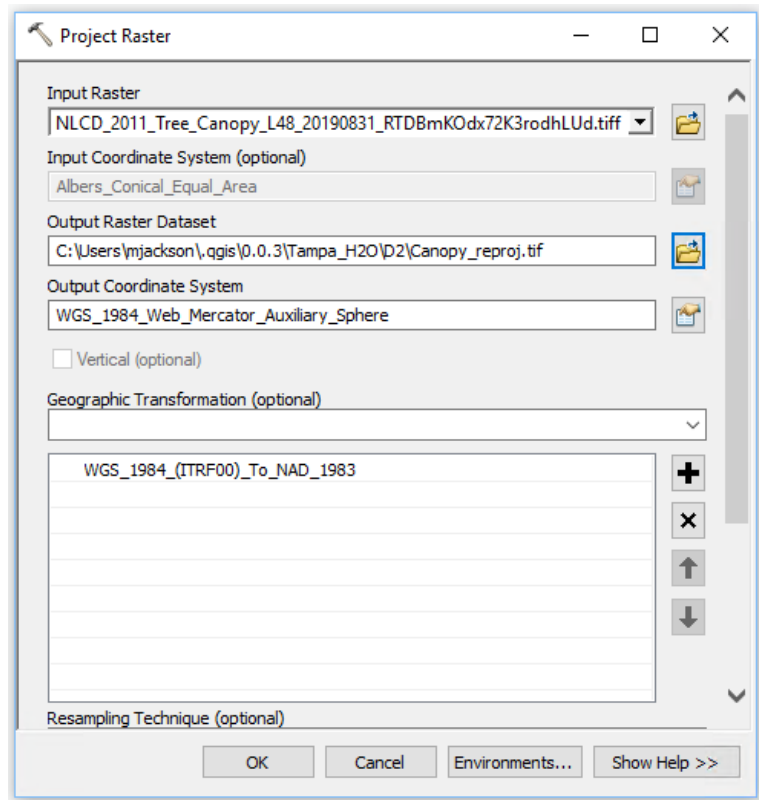 Project Raster
Input Raster
NLCD_2011_Tree_Canopy_L48_20190831_RTDBmKOdx72K3rodhLUd.tiff
Input Coordinate System (optional)
Albers_Conical_Equal_Area
Output Raster Dataset
C:\Users\mjackson\.qgis\0.0.3\Tampa_H2O\D2\Canopy_reproj.tif
Output Coordinate System
WGS_1984_Web_Mercator_Auxiliary_Sphere
Vertical (optional)
Geographic Transformation (optional)
WGS_1984_(ITRF00)_To_NAD_1983
Resampling Technique (optional)
OK Cancel Environments... Show Help >>